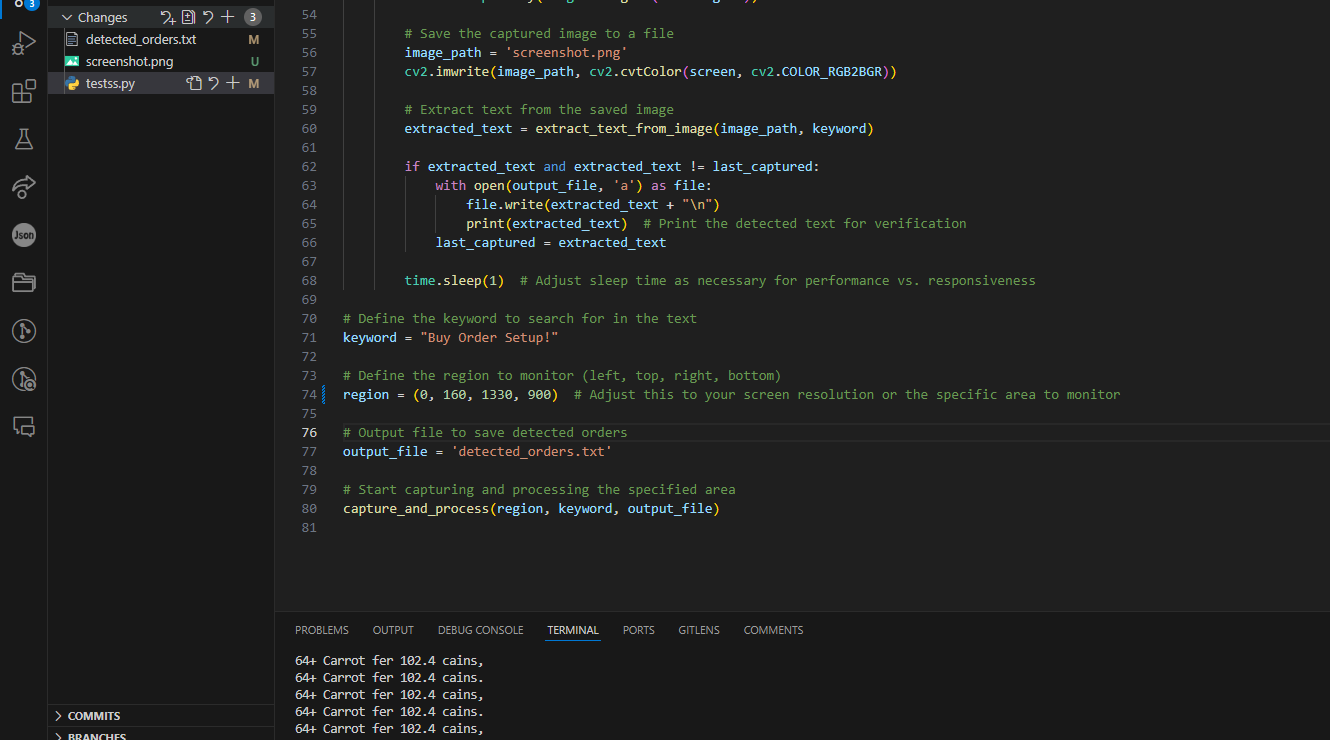 3
Changes
3
detected_orders.txt M
screenshot.png U
testss.py M
Json
COMMITS
BRANCHES
54
55 # Save the captured image to a file
56 image_path = 'screenshot.png'
57 cv2.imwrite(image_path, cv2.cvtColor(screen, cv2.COLOR_RGB2BGR))
58
59 # Extract text from the saved image
60 extracted_text = extract_text_from_image(image_path, keyword)
61
62 if extracted_text and extracted_text != last_captured:
63 with open(output_file, 'a') as file:
64 file.write(extracted_text + "\n")
65 print(extracted_text)  # Print the detected text for verification
66 last_captured = extracted_text
67
68 time.sleep(1)  # Adjust sleep time as necessary for performance vs. responsiveness
69
70 # Define the keyword to search for in the text
71 keyword = "Buy Order Setup!"
72
73 # Define the region to monitor (left, top, right, bottom)
74 region = (0, 160, 1330, 900)  # Adjust this to your screen resolution or the specific area to monitor
75
76 # Output file to save detected orders
77 output_file = 'detected_orders.txt'
78
79 # Start capturing and processing the specified area
80 capture_and_process(region, keyword, output_file)
81
PROBLEMS OUTPUT DEBUG CONSOLE TERMINAL PORTS GITLENS COMMENTS
64+ Carrot fer 102.4 cains,
64+ Carrot fer 102.4 cains.
64+ Carrot fer 102.4 cains,
64+ Carrot fer 102.4 cains.
64+ Carrot fer 102.4 cains,